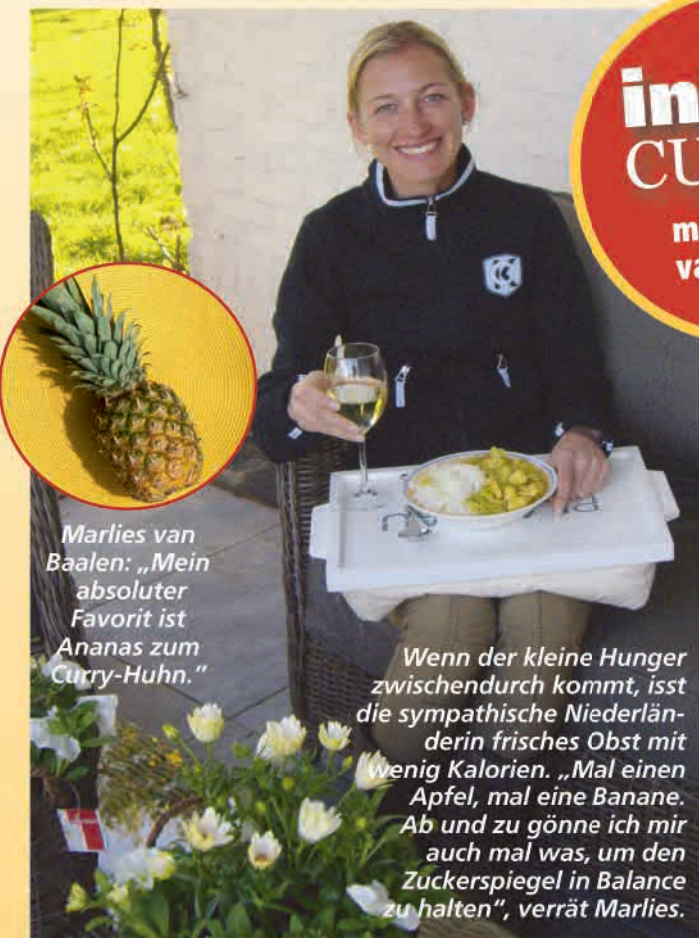 in
CU
m
va
Marlies van
Baalen: „Mein
absoluter
Favorit ist
Ananas zum
Curry-Huhn.“
Wenn der kleine Hunger
zwischendurch kommt, isst
die sympathische Niederlän-
derin frisches Obst mit
wenig Kalorien. „Mal einen
Apfel, mal eine Banane.
Ab und zu gönne ich mir
auch mal was, um den
Zuckerspiegel in Balance
zu halten“, verrät Marlies.